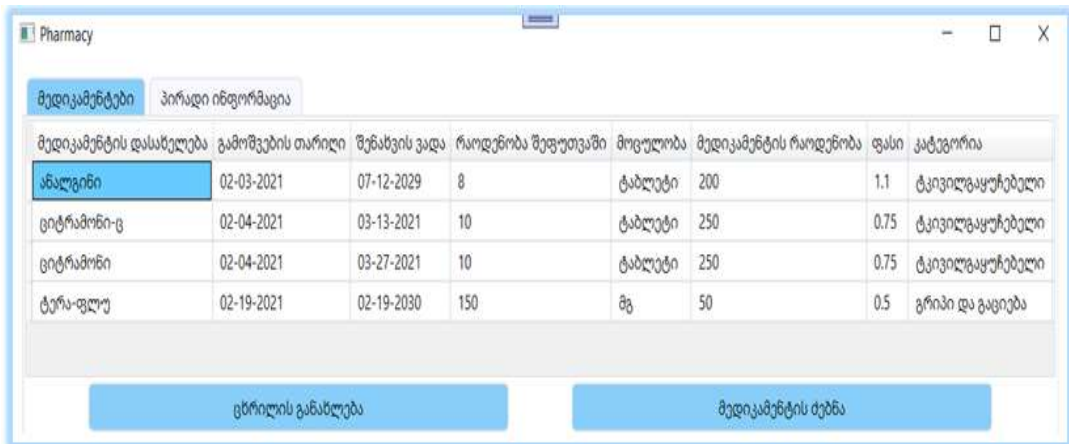 Pharmacy
მედიკამენტები პირადი ინფორმაცია
მედიკამენტის დასახელება გამოშვების თარიღი შენახვის ვადა რაოდენობა შეფუთვაში მოცულობა მედიკამენტის რაოდენობა ფასი კატეგორია
ანალგინი 02-03-2021 07-12-2029 8 ტაბლეტი 200 1.1 ტკივილგაყუჩებელი
ციტრამონი-ც 02-04-2021 03-13-2021 10 ტაბლეტი 250 0.75 ტკივილგაყუჩებელი
ციტრამონი 02-04-2021 03-27-2021 10 ტაბლეტი 250 0.75 ტკივილგაყუჩებელი
ტერა-ფლუ 02-19-2021 02-19-2030 150 მგ 50 0.5 გრიპი და გაციება
ცხრილის განახლება მედიკამენტის ძებნა